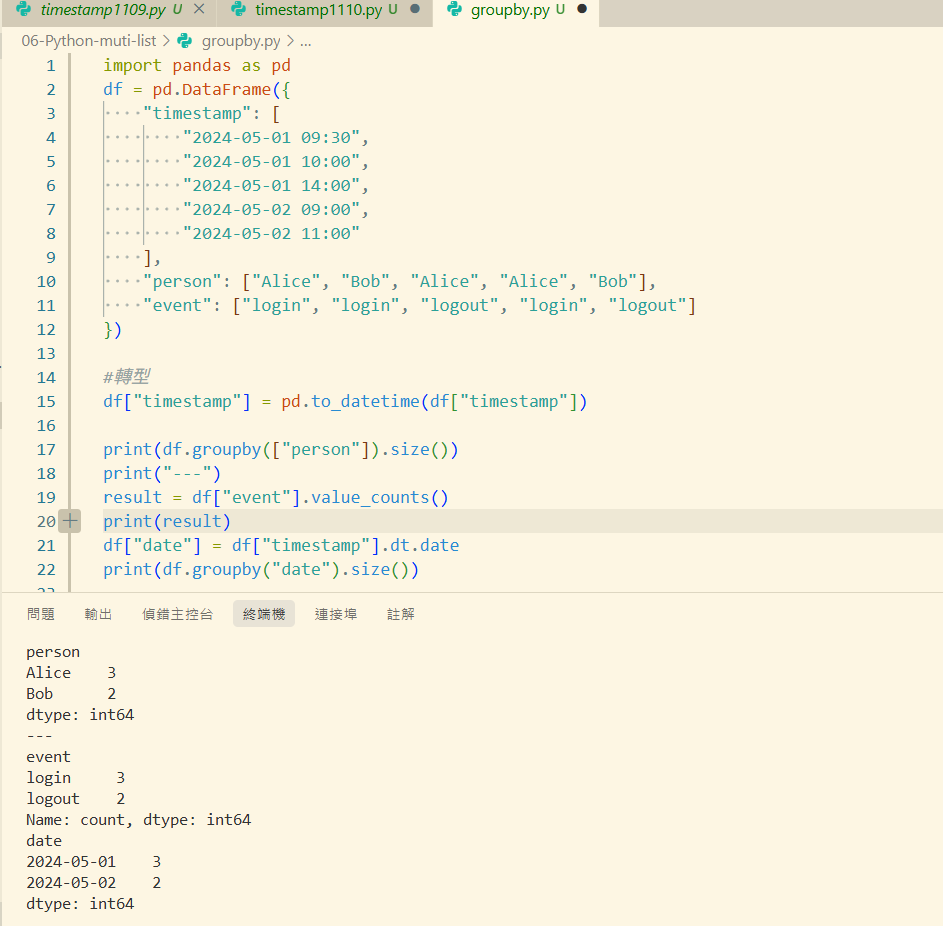 timestamp1109.py U × timestamp1110.py U ● groupby.py U ●
06-Python-muti-list > groupby.py > ...
1 import pandas as pd
2 df = pd.DataFrame({
3 ····"timestamp": [
4 ········"2024-05-01 09:30",
5 ········"2024-05-01 10:00",
6 ········"2024-05-01 14:00",
7 ········"2024-05-02 09:00",
8 ········"2024-05-02 11:00"
9 ····],
10 ····"person": ["Alice", "Bob", "Alice", "Alice", "Bob"],
11 ····"event": ["login", "login", "logout", "login", "logout"]
12 })
13
14 #轉型
15 df["timestamp"] = pd.to_datetime(df["timestamp"])
16
17 print(df.groupby(["person"]).size())
18 print("---")
19 result = df["event"].value_counts()
20 print(result)
21 df["date"] = df["timestamp"].dt.date
22 print(df.groupby("date").size())
問題 輸出 偵錯主控台 終端機 連接埠 註解
person
Alice    3
Bob      2
dtype: int64
---
event
login     3
logout    2
Name: count, dtype: int64
date
2024-05-01    3
2024-05-02    2
dtype: int64